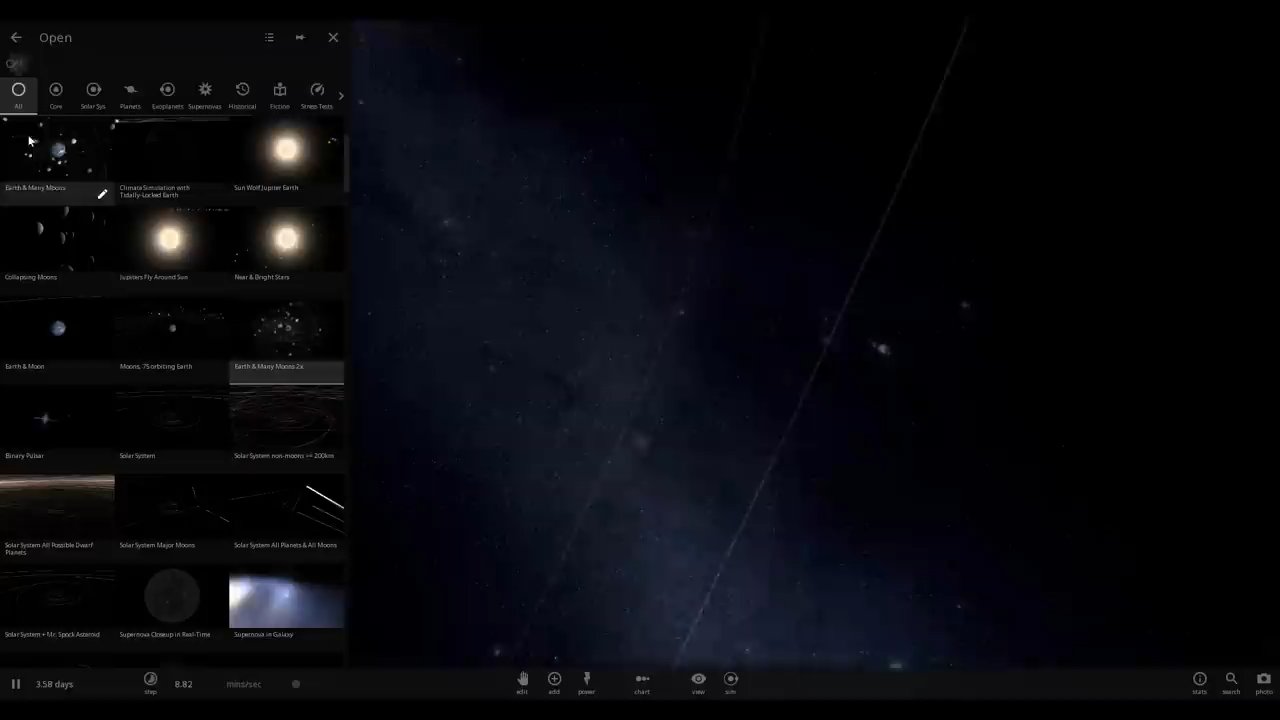 Open
All
Core
Solar Sys.
Planets
Exoplanets
Supernovas
Historical
Fiction
Stress Tests
Earth & Many Moons
Climate Simulation with
Tidally-Locked Earth
Sun Wolf Jupiter Earth
Collapsing Moons
Jupiters Fly Around Sun
Near & Bright Stars
Earth & Moon
Moons, 75 orbiting Earth
Earth & Many Moons 2x
Binary Pulsar
Solar System
Solar System non-moons >= 200km
Solar System All Possible Dwarf
Planets
Solar System Major Moons
Solar System All Planets & All Moons
Solar System + Mr. Spock Asteroid
Supernova Closeup in Real-Time
Supernova in Galaxy
3.58 days
step
8.82
mins/sec
edit
add
power
chart
view
sim
stats
search
photo